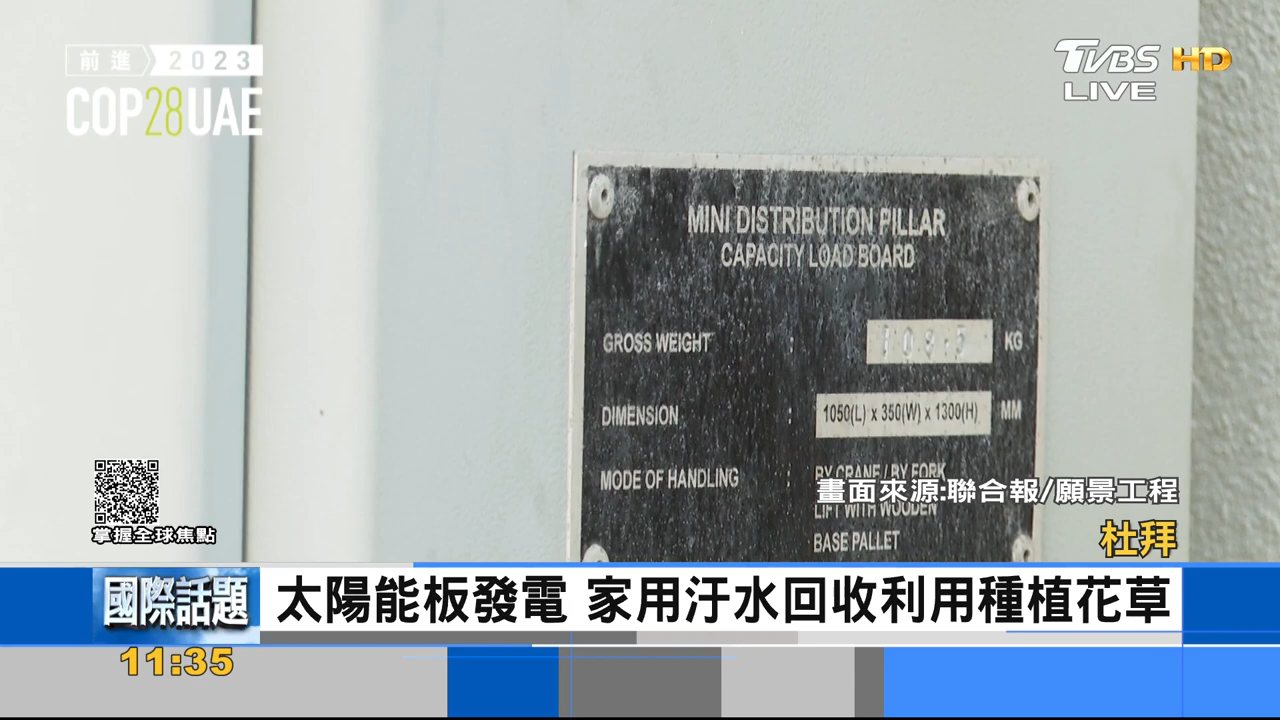 前進 2023
COP28UAE
TVBS HD
LIVE
MINI DISTRIBUTION PILLAR
CAPACITY LOAD BOARD
GROSS WEIGHT : 108.5 KG
DIMENSION : 1050(L) x 350(W) x 1300(H) MM
MODE OF HANDLING : BY CRANE / BY FORK
LIFT WITH WOODEN
BASE PALLET
畫面來源:聯合報/願景工程
掌握全球焦點
杜拜
國際話題
太陽能板發電 家用汙水回收利用種植花草
11:35